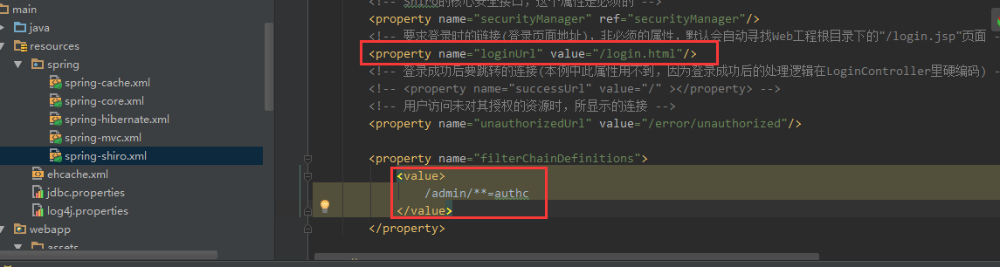 main
java
resources
spring
spring-cache.xml
spring-core.xml
spring-hibernate.xml
spring-mvc.xml
spring-shiro.xml
ehcache.xml
jdbc.properties
log4j.properties
webapp
assets
<!-- Shiro的核心安全接口，这个属性是必须的 -->
<property name="securityManager" ref="securityManager"/>
<!-- 要求登录时的链接(登录页面地址)，非必须的属性，默认会自动寻找Web工程根目录下的"/login.jsp"页面 -
<property name="loginUrl" value="/login.html"/>
<!-- 登录成功后要跳转的连接(本例中此属性用不到，因为登录成功后的处理逻辑在LoginController里硬编码) -
<!-- <property name="successUrl" value="/" ></property> -->
<!-- 用户访问未对其授权的资源时，所显示的连接 -->
<property name="unauthorizedUrl" value="/error/unauthorized"/>
<property name="filterChainDefinitions">
<value>
/admin/**=authc
</value>
</property>